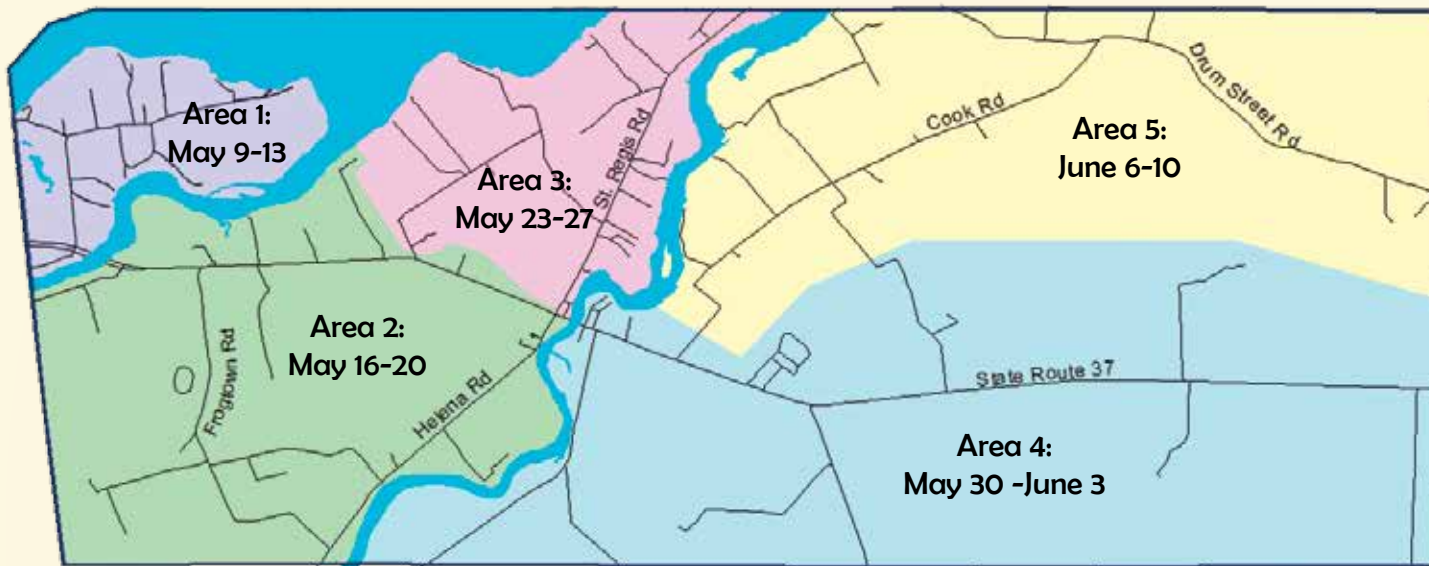 Area 1:
May 9-13
Area 3:
May 23-27
St. Regis Rd
Cook Rd
Drum Street Rd
Area 5:
June 6-10
Area 2:
May 16-20
Frogtown Rd
Helena Rd
State Route 37
Area 4:
May 30 -June 3